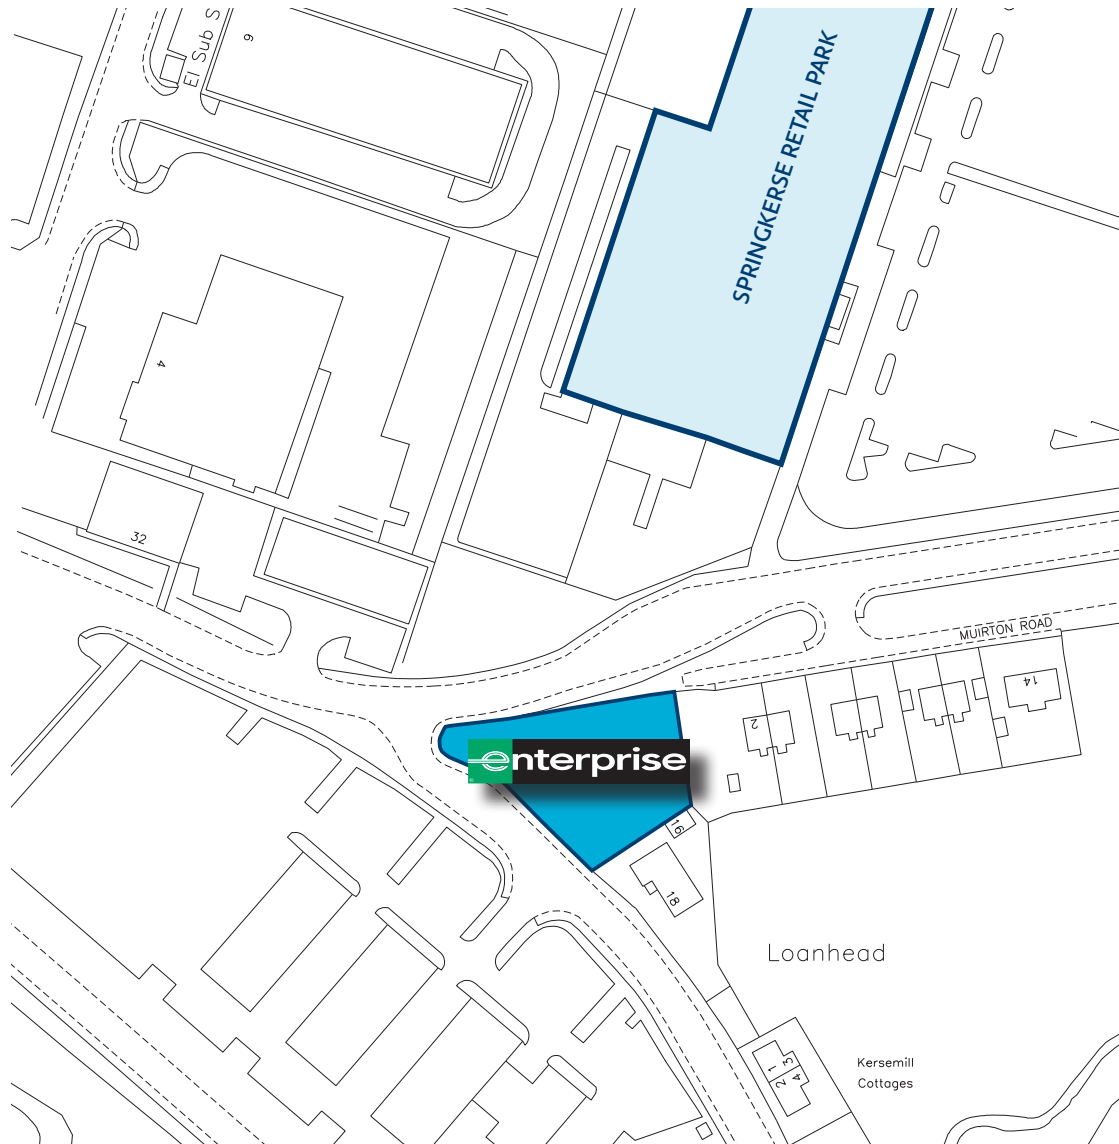 El Sub S
6
SPRINGKERSE RETAIL PARK
4
32
MUIRTON ROAD
14
2
enterprise
16
18
Loanhead
Kersemill
Cottages
1
3
2
4